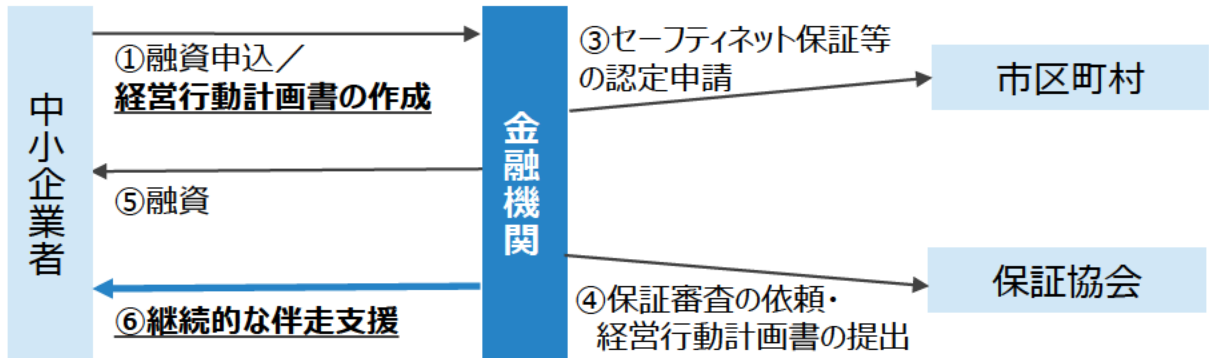 中小企業者
①融資申込／
経営行動計画書の作成
⑤融資
⑥継続的な伴走支援
金融機関
③セーフティネット保証等
の認定申請
市区町村
④保証審査の依頼・
経営行動計画書の提出
保証協会